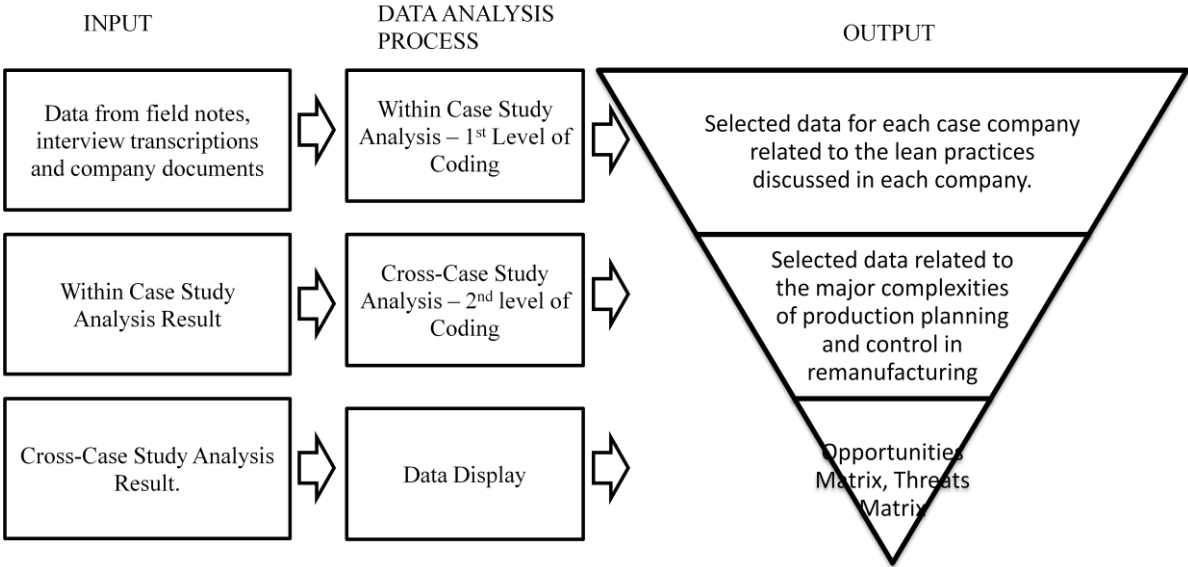 INPUT
DATA ANALYSIS
PROCESS
OUTPUT
Data from field notes,
interview transcriptions
and company documents
Within Case Study
Analysis – 1st Level of
Coding
Selected data for each case company
related to the lean practices
discussed in each company.
Within Case Study
Analysis Result
Cross-Case Study
Analysis – 2nd level of
Coding
Selected data related to
the major complexities
of production planning
and control in
remanufacturing
Cross-Case Study Analysis
Result.
Data Display
Opportunities
Matrix, Threats
Matrix